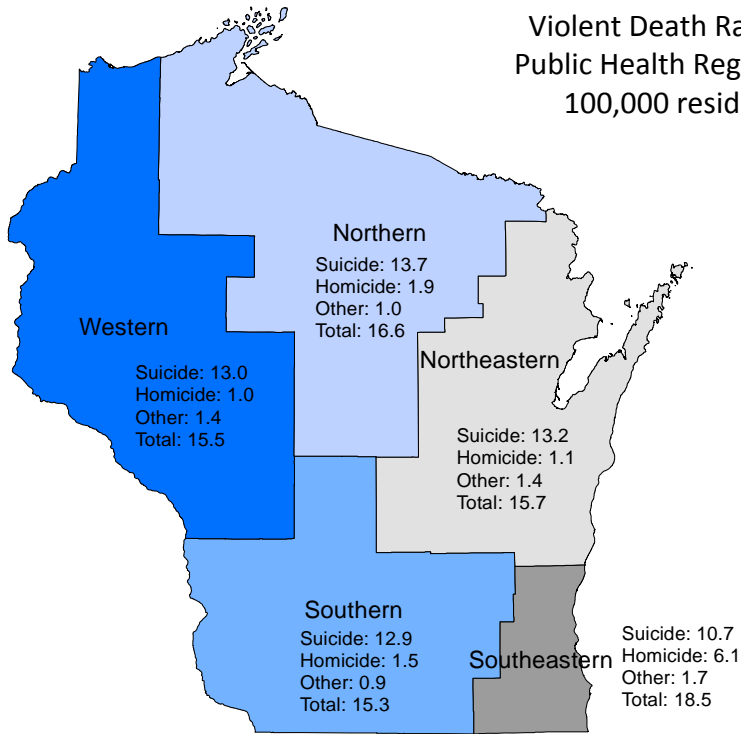 Violent Death Ra
Public Health Reg
100,000 resid
Northern
Suicide: 13.7
Homicide: 1.9
Other: 1.0
Total: 16.6
Western
Suicide: 13.0
Homicide: 1.0
Other: 1.4
Total: 15.5
Northeastern
Suicide: 13.2
Homicide: 1.1
Other: 1.4
Total: 15.7
Southern
Suicide: 12.9
Homicide: 1.5
Other: 0.9
Total: 15.3
Southeastern
Suicide: 10.7
Homicide: 6.1
Other: 1.7
Total: 18.5